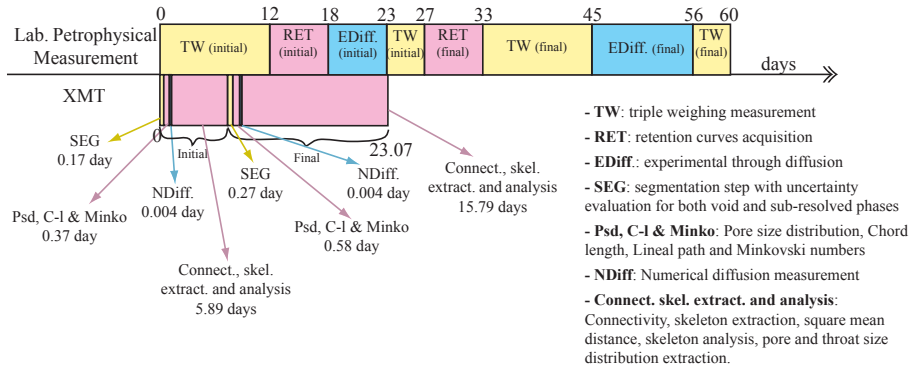 0 12 18 23 27 33 45 56 60
Lab. Petrophysical
Measurement
TW (initial)
RET
(initial)
EDiff.
(initial)
TW
(initial)
RET
(final)
TW (final)
EDiff. (final)
TW
(final)
days
XMT
0
Initial
Final
23.07
SEG
0.17 day
NDiff.
0.004 day
SEG
0.27 day
NDiff.
0.004 day
Connect., skel.
extract. and analysis
15.79 days
Psd, C-l & Minko
0.37 day
Psd, C-l & Minko
0.58 day
Connect., skel.
extract. and analysis
5.89 days
- TW: triple weighing measurement
- RET: retention curves acquisition
- EDiff.: experimental through diffusion
- SEG: segmentation step with uncertainty
evaluation for both void and sub-resolved phases
- Psd, C-l & Minko: Pore size distribution, Chord
length, Lineal path and Minkovski numbers
- NDiff: Numerical diffusion measurement
- Connect. skel. extract. and analysis:
Connectivity, skeleton extraction, square mean
distance, skeleton analysis, pore and throat size
distribution extraction.